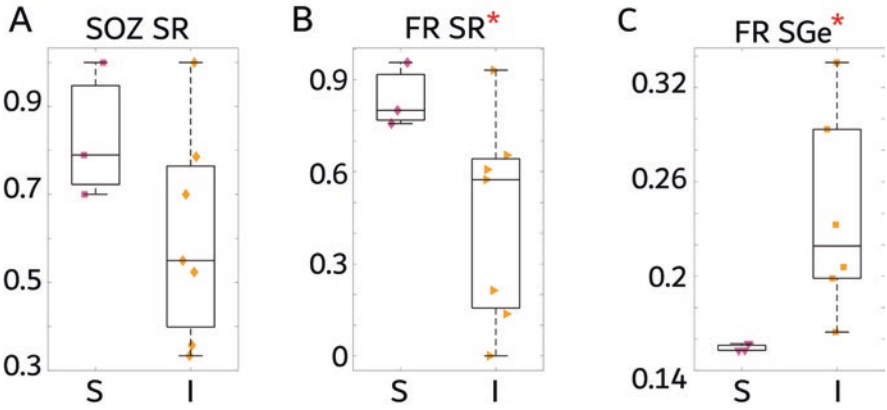 A
SOZ SR
0.9
0.7
0.5
0.3
S I
B
FR SR*
0.9
0.6
0.3
0
S I
C
FR SGe*
0.32
0.26
0.2
0.14
S I